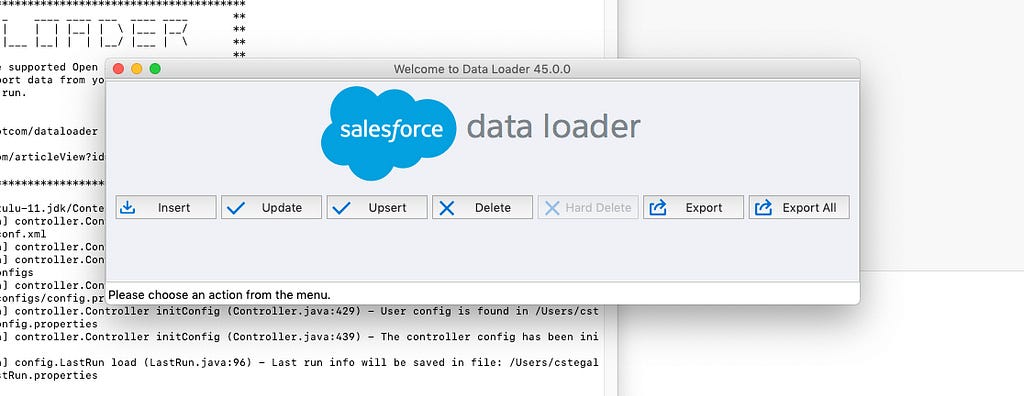 ****************************************
**
**
**
**
e supported Open
port data from yo
run.
Welcome to Data Loader 45.0.0
salesforce data loader
otcom/dataloader
om/articleView?id
Insert Update Upsert Delete Hard Delete Export Export All
zulu-11.jdk/Conte
] controller.Con
conf.xml
] controller.Con
] controller.Con
onfigs
] controller.Con
configs/config.pr
Please choose an action from the menu.
] controller.Controller initConfig (Controller.java:429) - User config is found in /Users/cst
onfig.properties
] controller.Controller initConfig (Controller.java:439) - The controller config has been ini
] config.LastRun load (LastRun.java:96) - Last run info will be saved in file: /Users/cstegal
stRun.properties